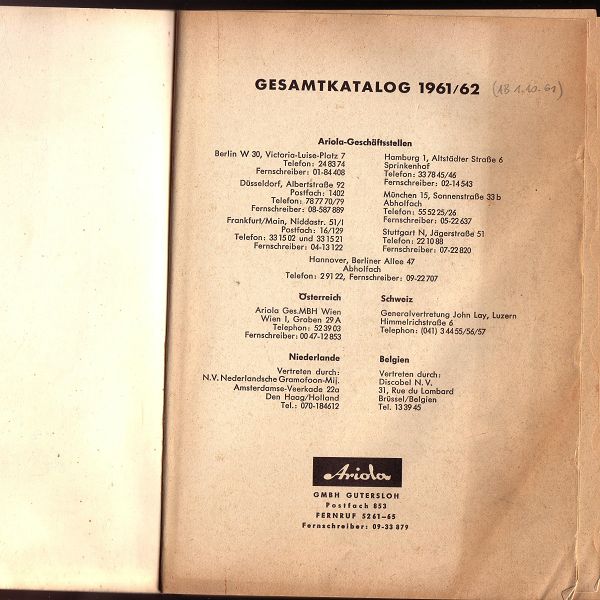 GESAMTKATALOG 1961/62 (AB 1.10.61)
Ariola-Geschäftsstellen
Berlin W 30, Victoria-Luise-Platz 7
Telefon: 24 83 74
Fernschreiber: 01-84 408
Düsseldorf, Albertstraße 92
Postfach: 1402
Telefon: 78 77 70/79
Fernschreiber: 08-587 889
Frankfurt/Main, Niddastr. 51/I
Postfach: 16/129
Telefon: 33 15 02 und 33 15 21
Fernschreiber: 04-13 122
Hamburg 1, Altstädter Straße 6
Sprinkenhof
Telefon: 33 78 45/46
Fernschreiber: 02-14 543
München 15, Sonnenstraße 33 b
Abholfach
Telefon: 55 52 25/26
Fernschreiber: 05-22 637
Stuttgart N, Jägerstraße 51
Telefon: 22 10 88
Fernschreiber: 07-22 820
Hannover, Berliner Allee 47
Abholfach
Telefon: 2 91 22, Fernschreiber: 09-22 707
Österreich
Ariola Ges.MBH Wien
Wien I, Graben 29 A
Telephon: 52 39 03
Fernschreiber: 00 47-12 853
Schweiz
Generalvertretung John Lay, Luzern
Himmelrichstraße 6
Telephon: (041) 3 44 55/56/57
Niederlande
Vertreten durch:
N.V. Nederlandsche Gramofoon-Mij.
Amsterdamse-Veerkade 22a
Den Haag/Holland
Tel.: 070-184612
Belgien
Vertreten durch:
Discobel N. V.
31, Rue du Lombard
Brüssel/Belgien
Tel. 13 39 45
Ariola
GMBH GUTERSLOH
Postfach 853
FERNRUF 52 61–65
Fernschreiber: 09-33 879